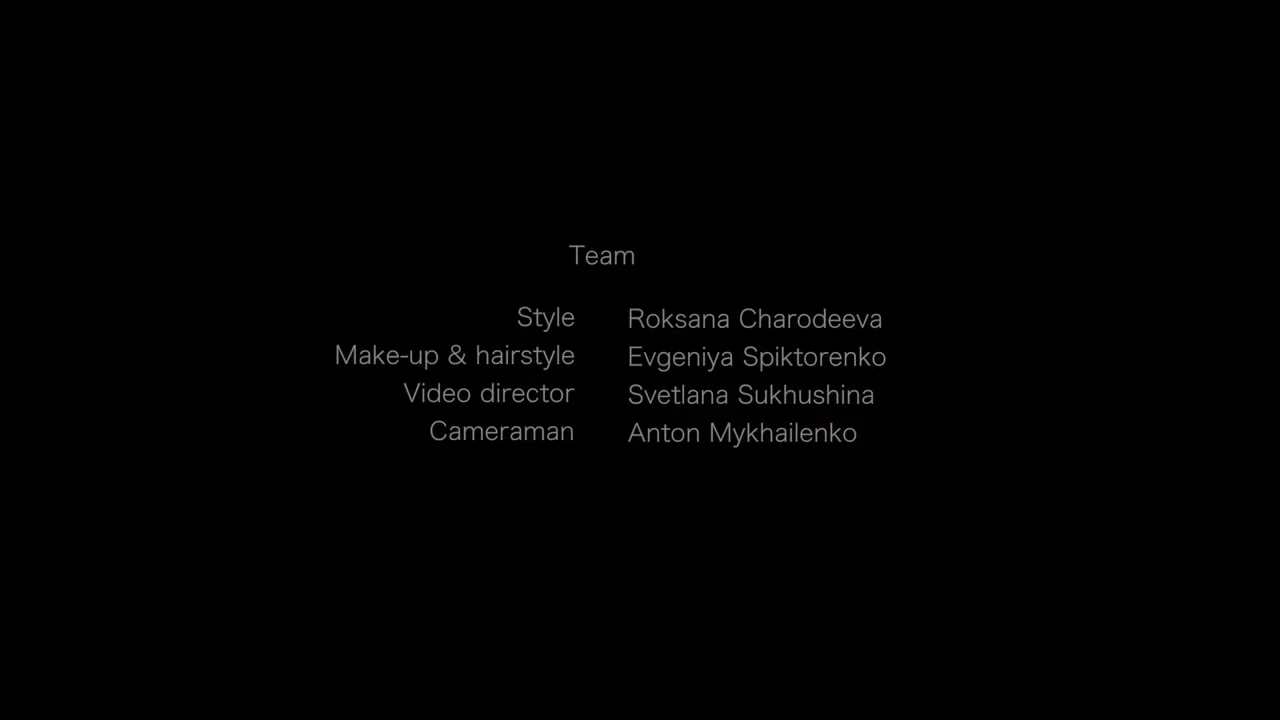 Team
Style Roksana Charodeeva
Make-up & hairstyle Evgeniya Spiktorenko
Video director Svetlana Sukhushina
Cameraman Anton Mykhailenko